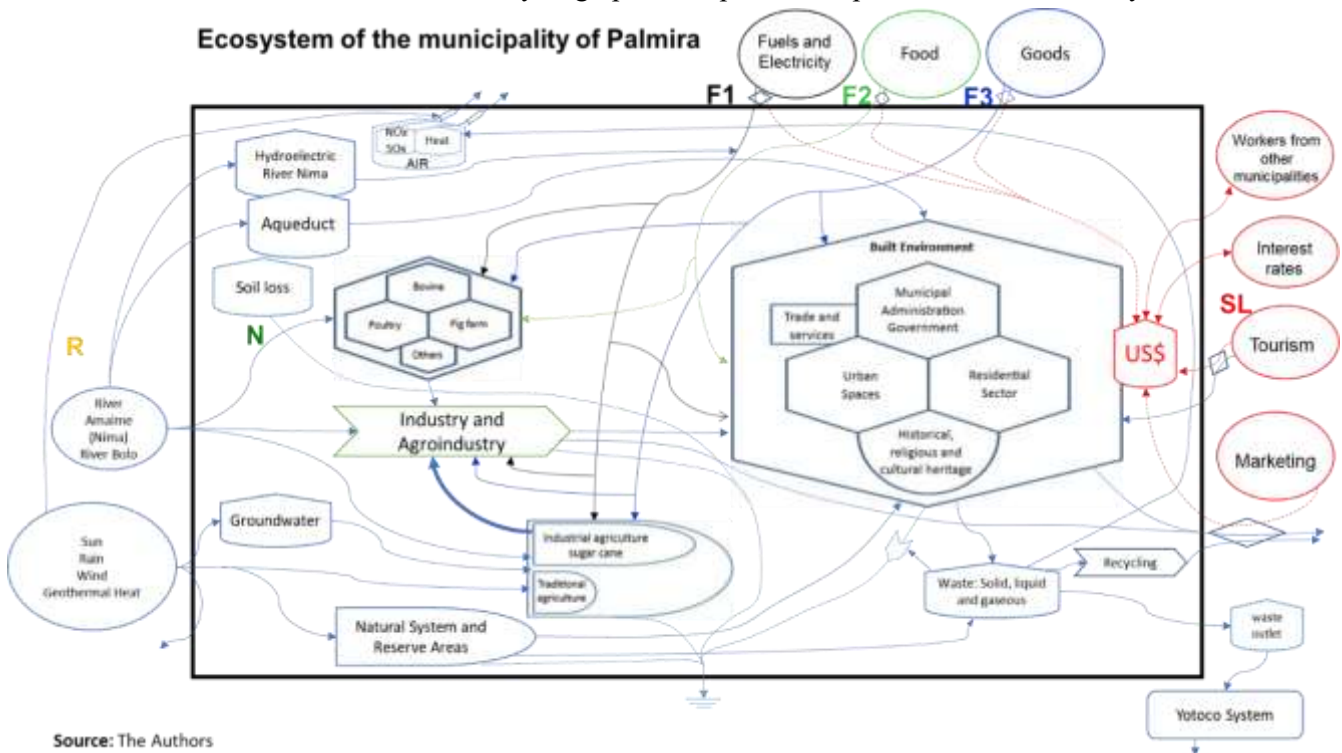 Ecosystem of the municipality of Palmira
Fuels and
Electricity
Food
Goods
F1
F2
F3
NOx
SOx
Heat
AIR
Hydroelectric
River Nima
Aqueduct
Soil loss
R
N
Bovine
Poultry
Pig farm
Others
Industry and
Agroindustry
Built Environment
Municipal
Administration
Government
Trade and
services
Urban
Spaces
Residential
Sector
Historical,
religious and
cultural heritage
US$
Workers from
other
municipalities
Interest
rates
SL
Tourism
Marketing
River
Amaime
(Nima)
River Bolo
Sun
Rain
Wind
Geothermal Heat
Groundwater
Industrial agriculture
sugar cane
Traditional
agriculture
Natural System and
Reserve Areas
Waste: Solid, liquid
and gaseous
Recycling
waste
outlet
Yotoco System
Source: The Authors